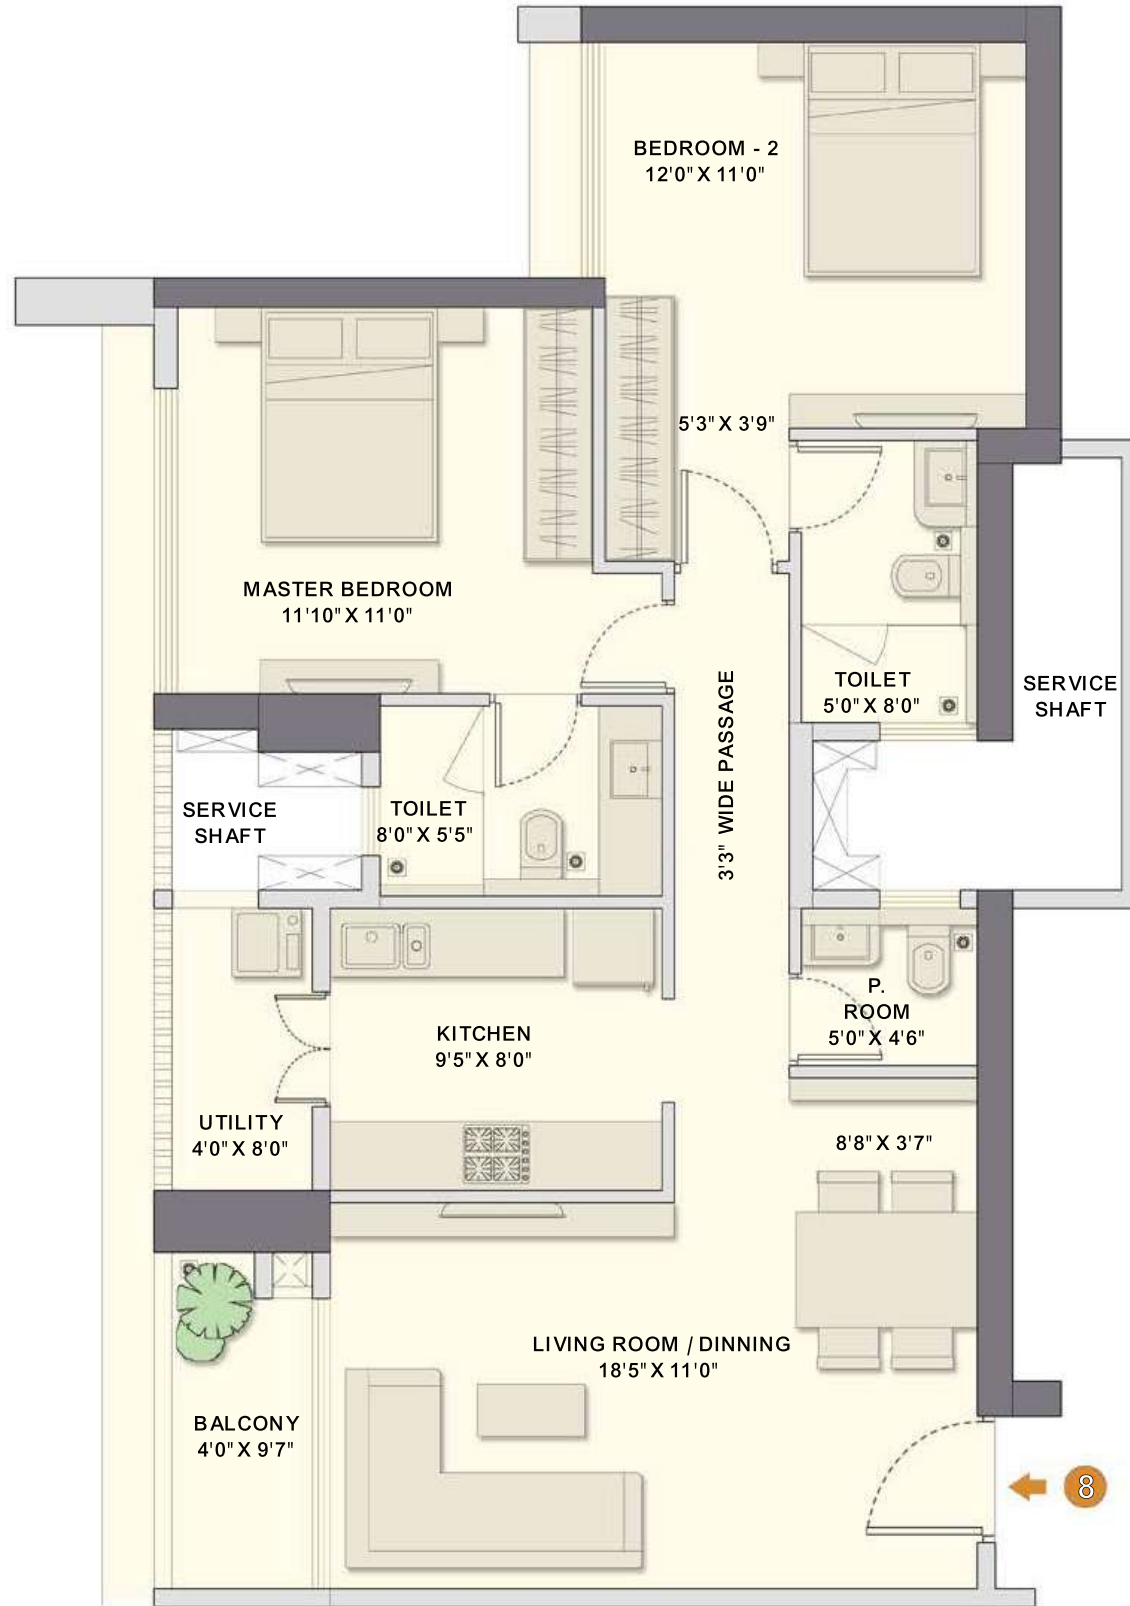 BEDROOM - 2
12'0" X 11'0"
5'3" X 3'9"
MASTER BEDROOM
11'10" X 11'0"
TOILET
5'0" X 8'0"
SERVICE
SHAFT
3'3" WIDE PASSAGE
SERVICE
SHAFT
TOILET
8'0" X 5'5"
P.
ROOM
5'0" X 4'6"
KITCHEN
9'5" X 8'0"
UTILITY
4'0" X 8'0"
8'8" X 3'7"
LIVING ROOM / DINNING
18'5" X 11'0"
BALCONY
4'0" X 9'7"
8